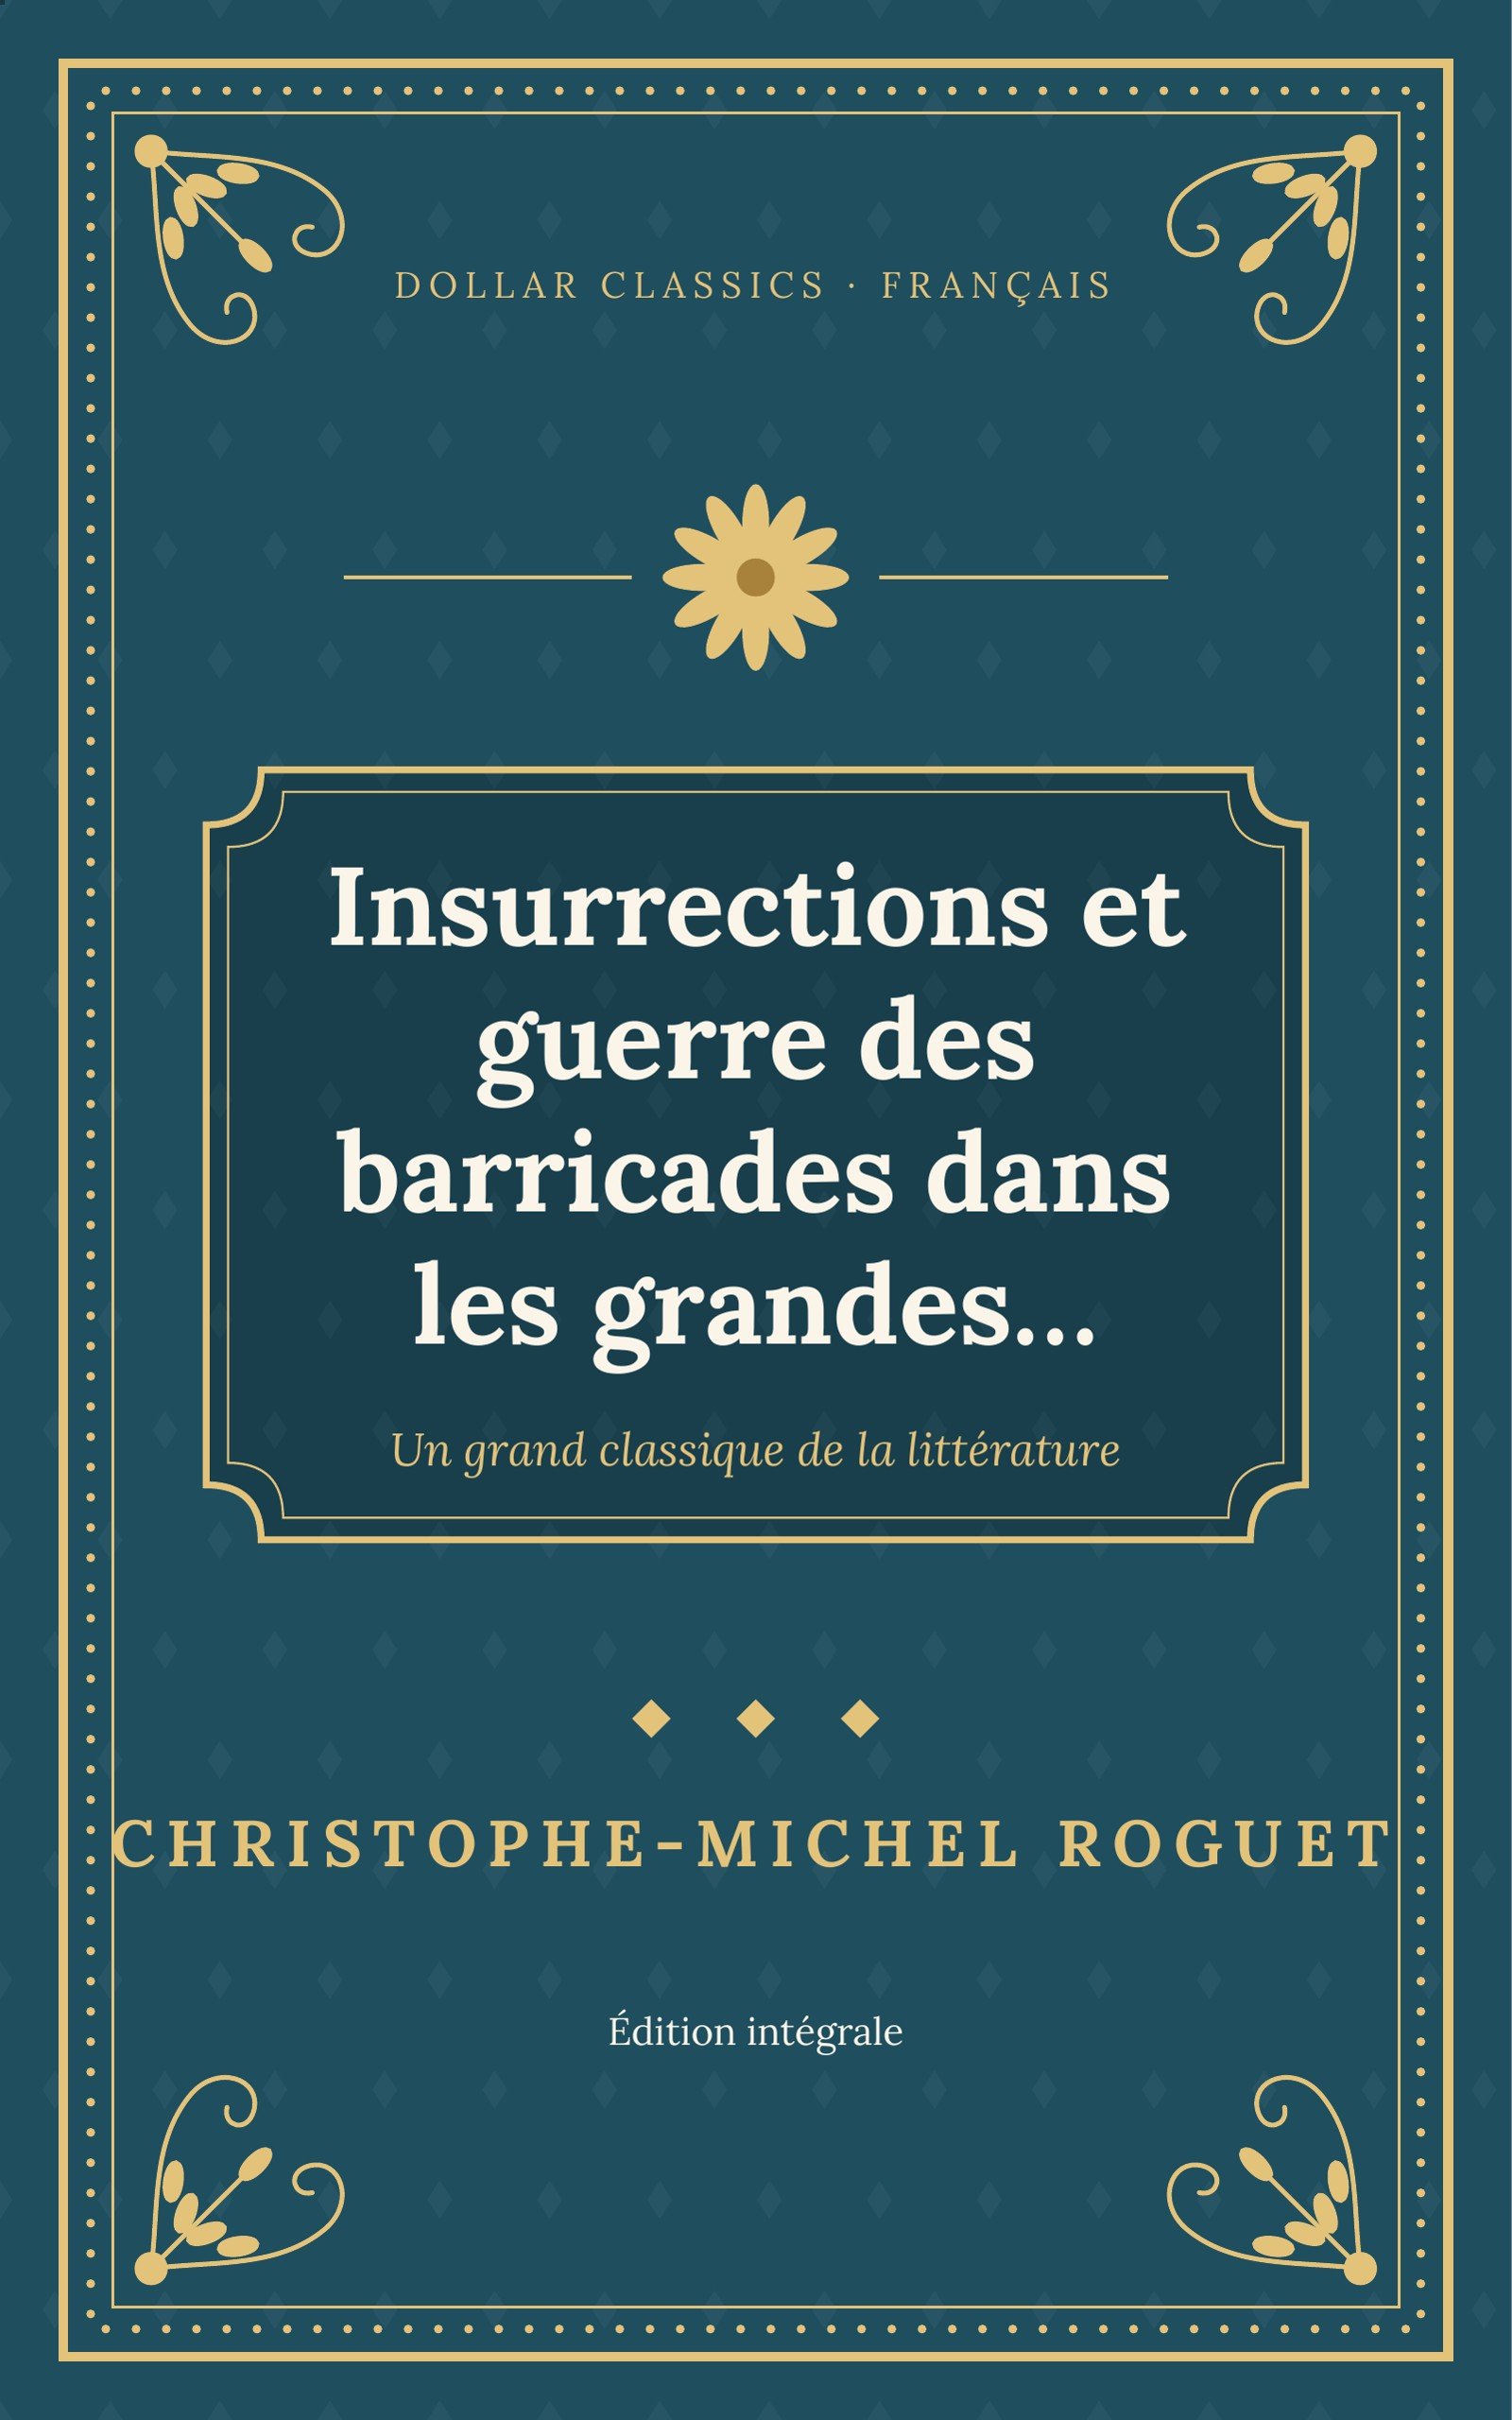 DOLLAR CLASSICS · FRANÇAIS
Insurrections et
guerre des
barricades dans
les grandes...
Un grand classique de la littérature
CHRISTOPHE-MICHEL ROGUET
Édition intégrale